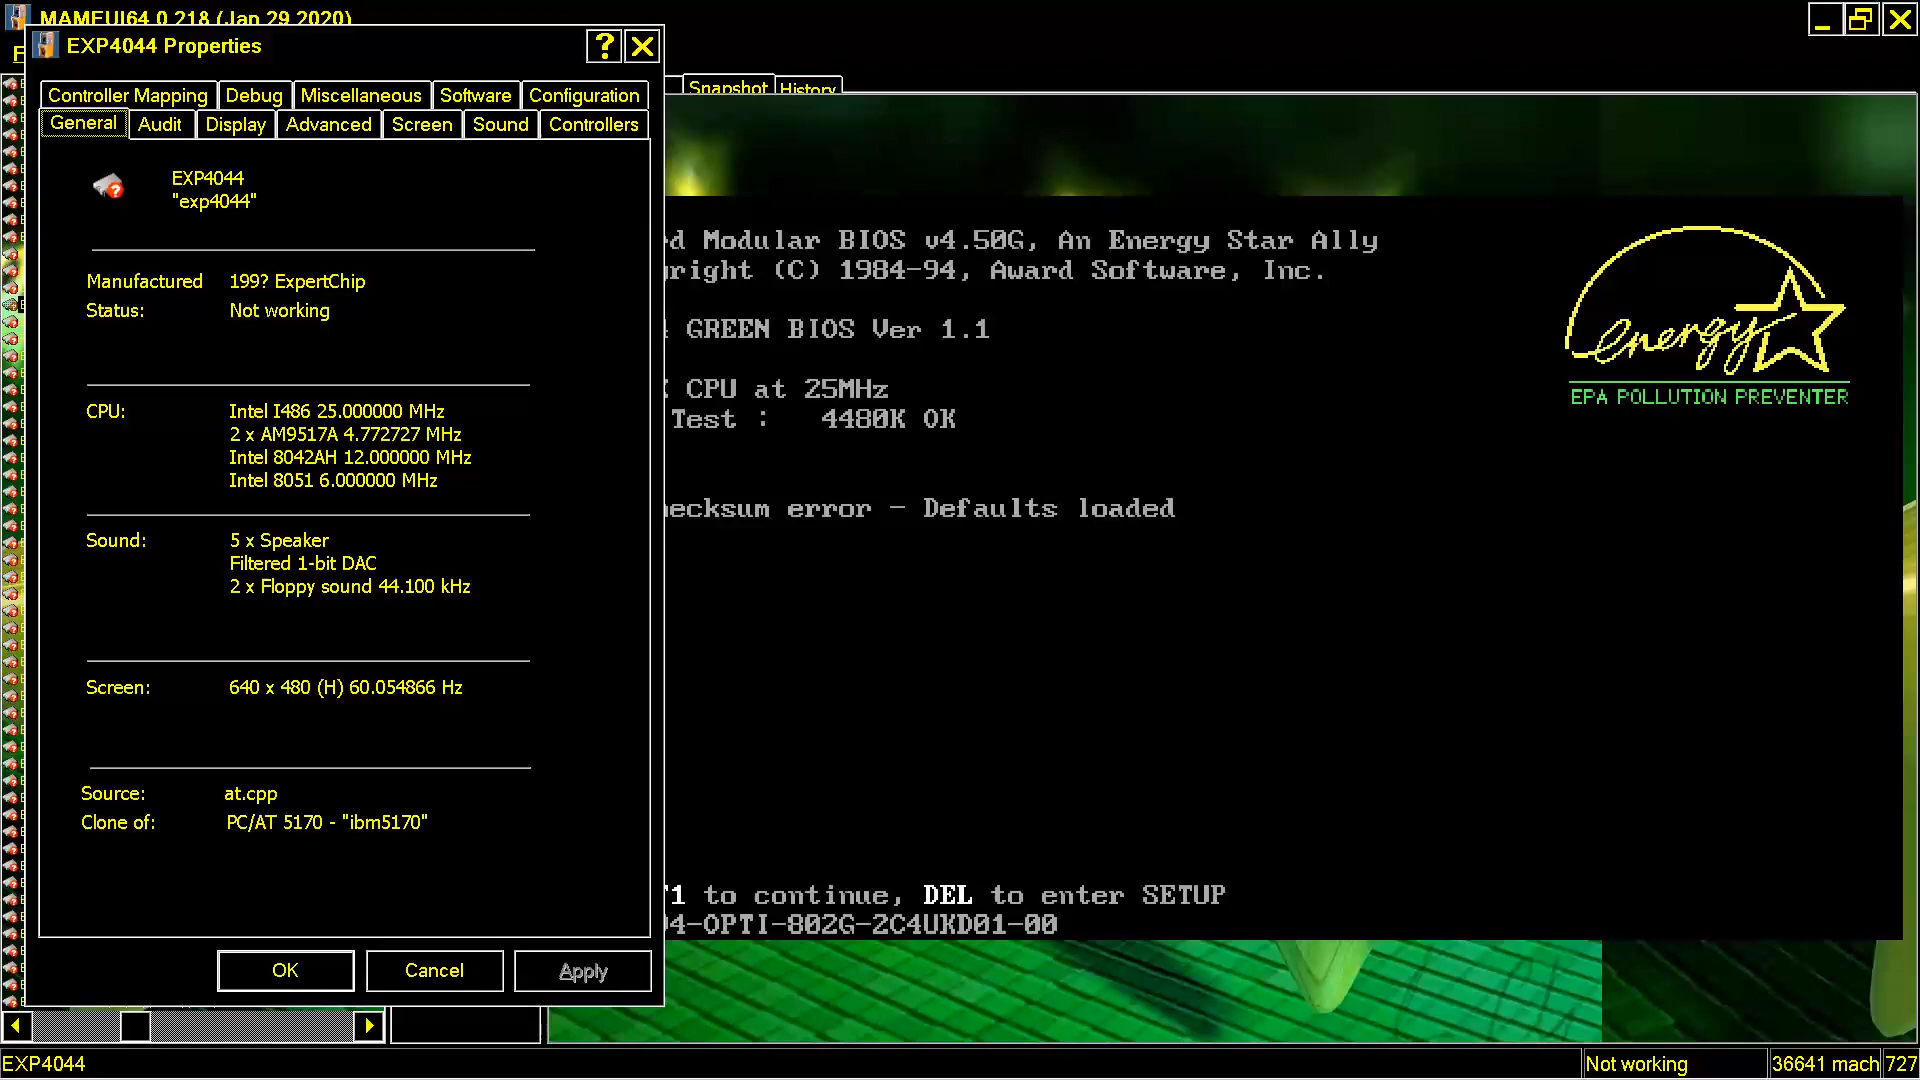 MAMEUI64 0.218 (Jan 29 2020)
EXP4044 Properties
Controller Mapping Debug Miscellaneous Software Configuration
General Audit Display Advanced Screen Sound Controllers
Snapshot History
EXP4044
"exp4044"
Manufactured 199? ExpertChip
Status: Not working
CPU: Intel I486 25.000000 MHz
2 x AM9517A 4.772727 MHz
Intel 8042AH 12.000000 MHz
Intel 8051 6.000000 MHz
Sound: 5 x Speaker
Filtered 1-bit DAC
2 x Floppy sound 44.100 kHz
Screen: 640 x 480 (H) 60.054866 Hz
Source: at.cpp
Clone of: PC/AT 5170 - "ibm5170"
OK Cancel Apply
d Modular BIOS v4.50G, An Energy Star Ally
right (C) 1984-94, Award Software, Inc.
GREEN BIOS Ver 1.1
CPU at 25MHz
Test : 4480K OK
ecksum error - Defaults loaded
energy
EPA POLLUTION PREVENTER
1 to continue, DEL to enter SETUP
94-OPTI-802G-2C4UKD01-00
EXP4044 Not working 36641 mach 727